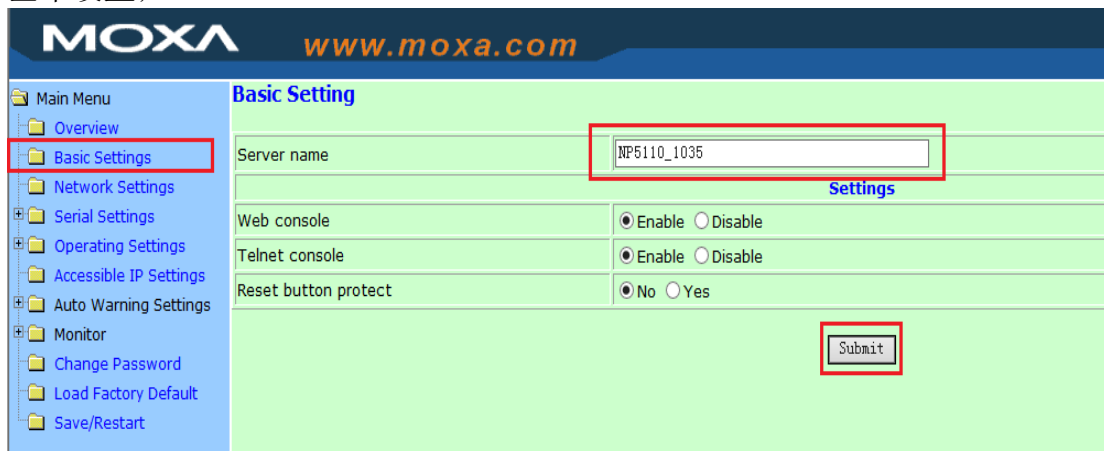 MOXA www.moxa.com
Main Menu
Overview
Basic Settings
Network Settings
Serial Settings
Operating Settings
Accessible IP Settings
Auto Warning Settings
Monitor
Change Password
Load Factory Default
Save/Restart
Basic Setting
Server name NP5110_1035
Settings
Web console Enable Disable
Telnet console Enable Disable
Reset button protect No Yes
Submit